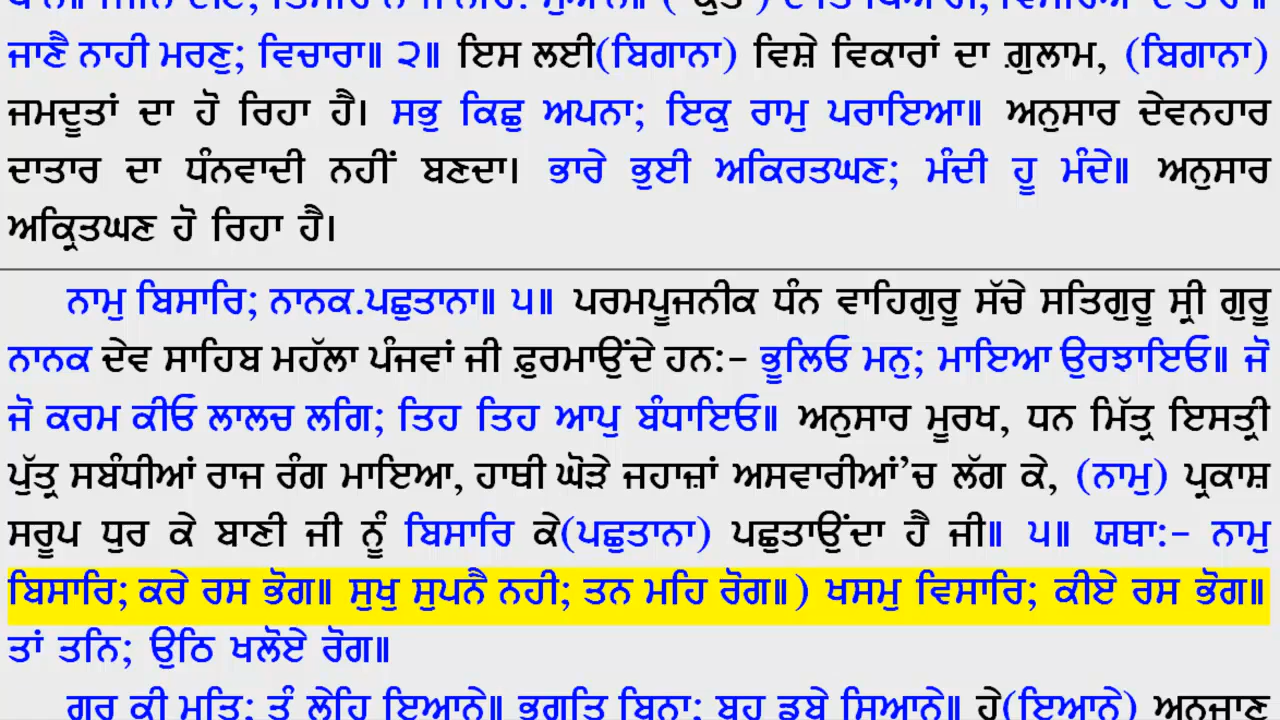 ਜਾਣੈ ਨਾਹੀ ਮਰਣੁ; ਵਿਚਾਰਾ॥ ੨॥ ਇਸ ਲਈ(ਬਿਗਾਨਾ) ਵਿਸ਼ੇ ਵਿਕਾਰਾਂ ਦਾ ਗ਼ੁਲਾਮ, (ਬਿਗਾਨਾ)
ਜਮਦੂਤਾਂ ਦਾ ਹੋ ਰਿਹਾ ਹੈ। ਸਭੁ ਕਿਛੁ ਅਪਨਾ; ਇਕੁ ਰਾਮੁ ਪਰਾਇਆ॥ ਅਨੁਸਾਰ ਦੇਵਨਹਾਰ
ਦਾਤਾਰ ਦਾ ਧੰਨਵਾਦੀ ਨਹੀਂ ਬਣਦਾ। ਭਾਰੇ ਭੁਈ ਅਕਿਰਤਘਣ; ਮੰਦੀ ਹੂ ਮੰਦੇ॥ ਅਨੁਸਾਰ
ਅਕ੍ਰਿਤਘਣ ਹੋ ਰਿਹਾ ਹੈ।
ਨਾਮੁ ਬਿਸਾਰਿ; ਨਾਨਕ.ਪਛੁਤਾਨਾ॥ ੫॥ ਪਰਮਪੂਜਨੀਕ ਧੰਨ ਵਾਹਿਗੁਰੂ ਸੱਚੇ ਸਤਿਗੁਰੂ ਸ੍ਰੀ ਗੁਰੂ
ਨਾਨਕ ਦੇਵ ਸਾਹਿਬ ਮਹੱਲਾ ਪੰਜਵਾਂ ਜੀ ਫ਼ੁਰਮਾਉਂਦੇ ਹਨ:- ਭੂਲਿਓ ਮਨੁ; ਮਾਇਆ ਉਰਝਾਇਓ॥ ਜੋ
ਜੋ ਕਰਮ ਕੀਓ ਲਾਲਚ ਲਗਿ; ਤਿਹ ਤਿਹ ਆਪੁ ਬੰਧਾਇਓ॥ ਅਨੁਸਾਰ ਮੂਰਖ, ਧਨ ਮਿੱਤ੍ਰ ਇਸਤ੍ਰੀ
ਪੁੱਤ੍ਰ ਸਬੰਧੀਆਂ ਰਾਜ ਰੰਗ ਮਾਇਆ, ਹਾਥੀ ਘੋੜੇ ਜਹਾਜ਼ਾਂ ਅਸਵਾਰੀਆਂ’ਚ ਲੱਗ ਕੇ, (ਨਾਮੁ) ਪ੍ਰਕਾਸ਼
ਸਰੂਪ ਧੁਰ ਕੇ ਬਾਣੀ ਜੀ ਨੂੰ ਬਿਸਾਰਿ ਕੇ(ਪਛੁਤਾਨਾ) ਪਛੁਤਾਉਂਦਾ ਹੈ ਜੀ॥ ੫॥ ਯਥਾ:- ਨਾਮੁ
ਬਿਸਾਰਿ; ਕਰੇ ਰਸ ਭੋਗ॥ ਸੁਖੁ ਸੁਪਨੈ ਨਹੀ; ਤਨ ਮਹਿ ਰੋਗ॥) ਖਸਮੁ ਵਿਸਾਰਿ; ਕੀਏ ਰਸ ਭੋਗ॥
ਤਾਂ ਤਨਿ; ਉਠਿ ਖਲੋਏ ਰੋਗ॥
ਗੁਰ ਕੀ ਮਤਿ; ਤੂੰ ਲੇਹਿ ਇਆਨੇ॥ ਭਗਤਿ ਬਿਨਾ; ਬਹੁ ਡੂਬੇ ਸਿਆਨੇ॥ ਹੇ(ਇਆਨੇ) ਅਨਜਾਣ